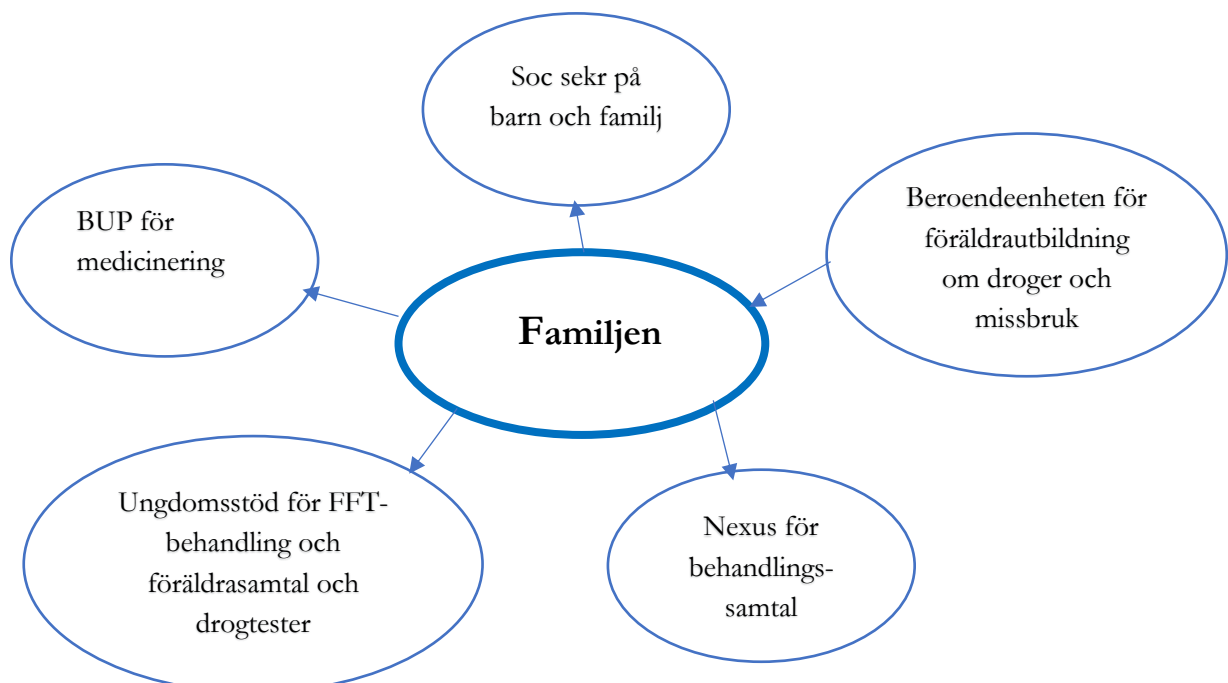 Soc sekr på
barn och familj
BUP för
medicinering
Beroendeenheten för
föräldrautbildning
om droger och
missbruk
Familjen
Ungdomsstöd för FFT-
behandling och
föräldrasamtal och
drogtester
Nexus för
behandlings-
samtal